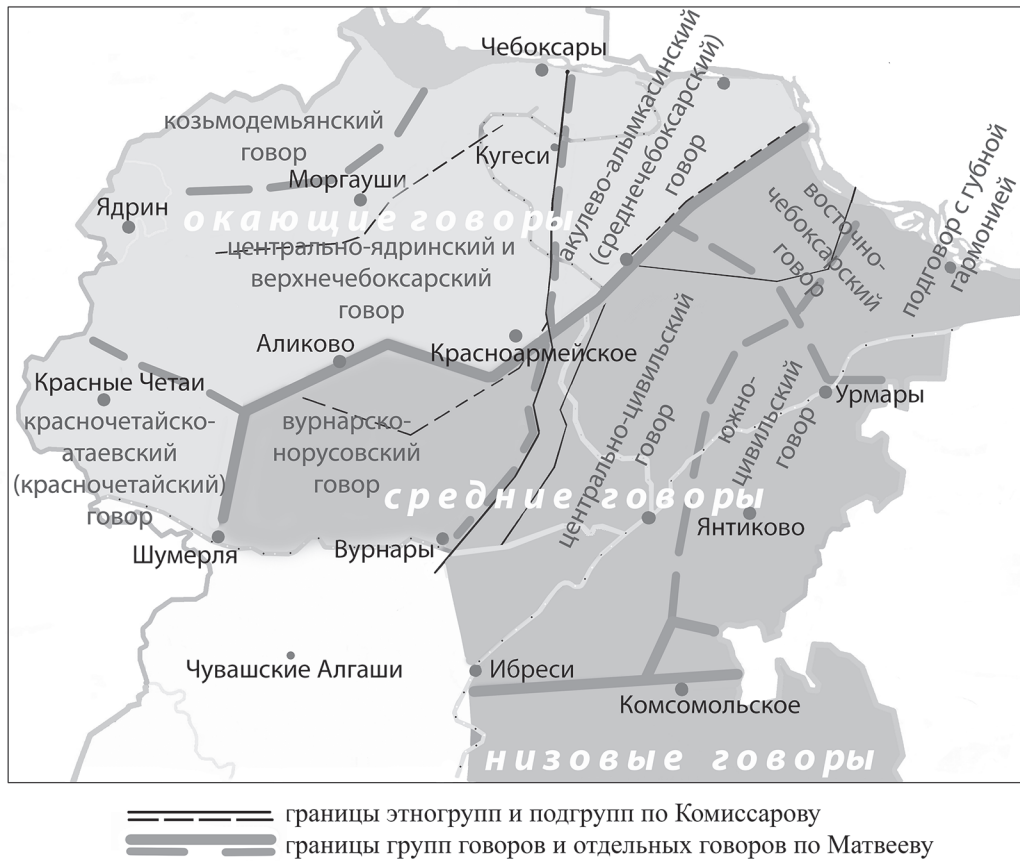 Чебоксары
акулево-алымкасинский
(среднечебоксарский)
говор
козьмодемьянский
говор
Кугеси
Моргауши
Ядрин
окающие говоры
центрально-ядринский и
верхнечебоксарский
говор
восточно-
чебоксарский
говор
подговор с губной
гармонией
Аликово
Красноармейское
Красные Четаи
красночетайско-
атаевский
(красночетайский)
говор
вурнарско-
норусовский
говор
центрально-цивильский
говор
южно-
цивильский
говор
Урмары
средние говоры
Янтиково
Шумерля
Вурнары
Чувашские Алгаши
Ибреси
Комсомольское
низовые говоры
границы этногрупп и подгрупп по Комиссарову
границы групп говоров и отдельных говоров по Матвееву